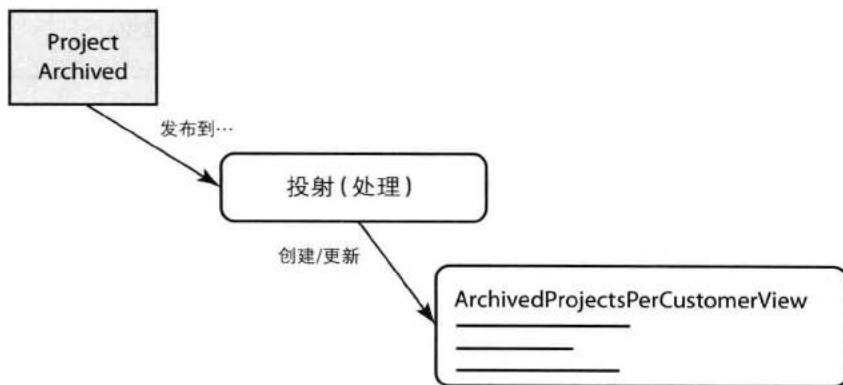 Project
Archived
发布到…
投射(处理)
创建/更新
ArchivedProjectsPerCustomerView